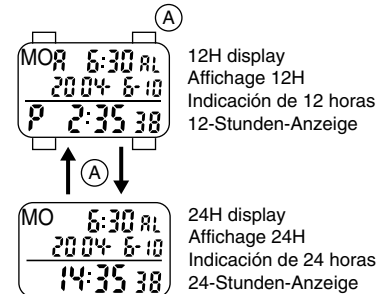 A
MO A 6:30 AL
2004- 6-10
P 2:35 38
12H display
Affichage 12H
Indicación de 12 horas
12-Stunden-Anzeige
A
MO 6:30 AL
2004- 6-10
14:35 38
24H display
Affichage 24H
Indicación de 24 horas
24-Stunden-Anzeige